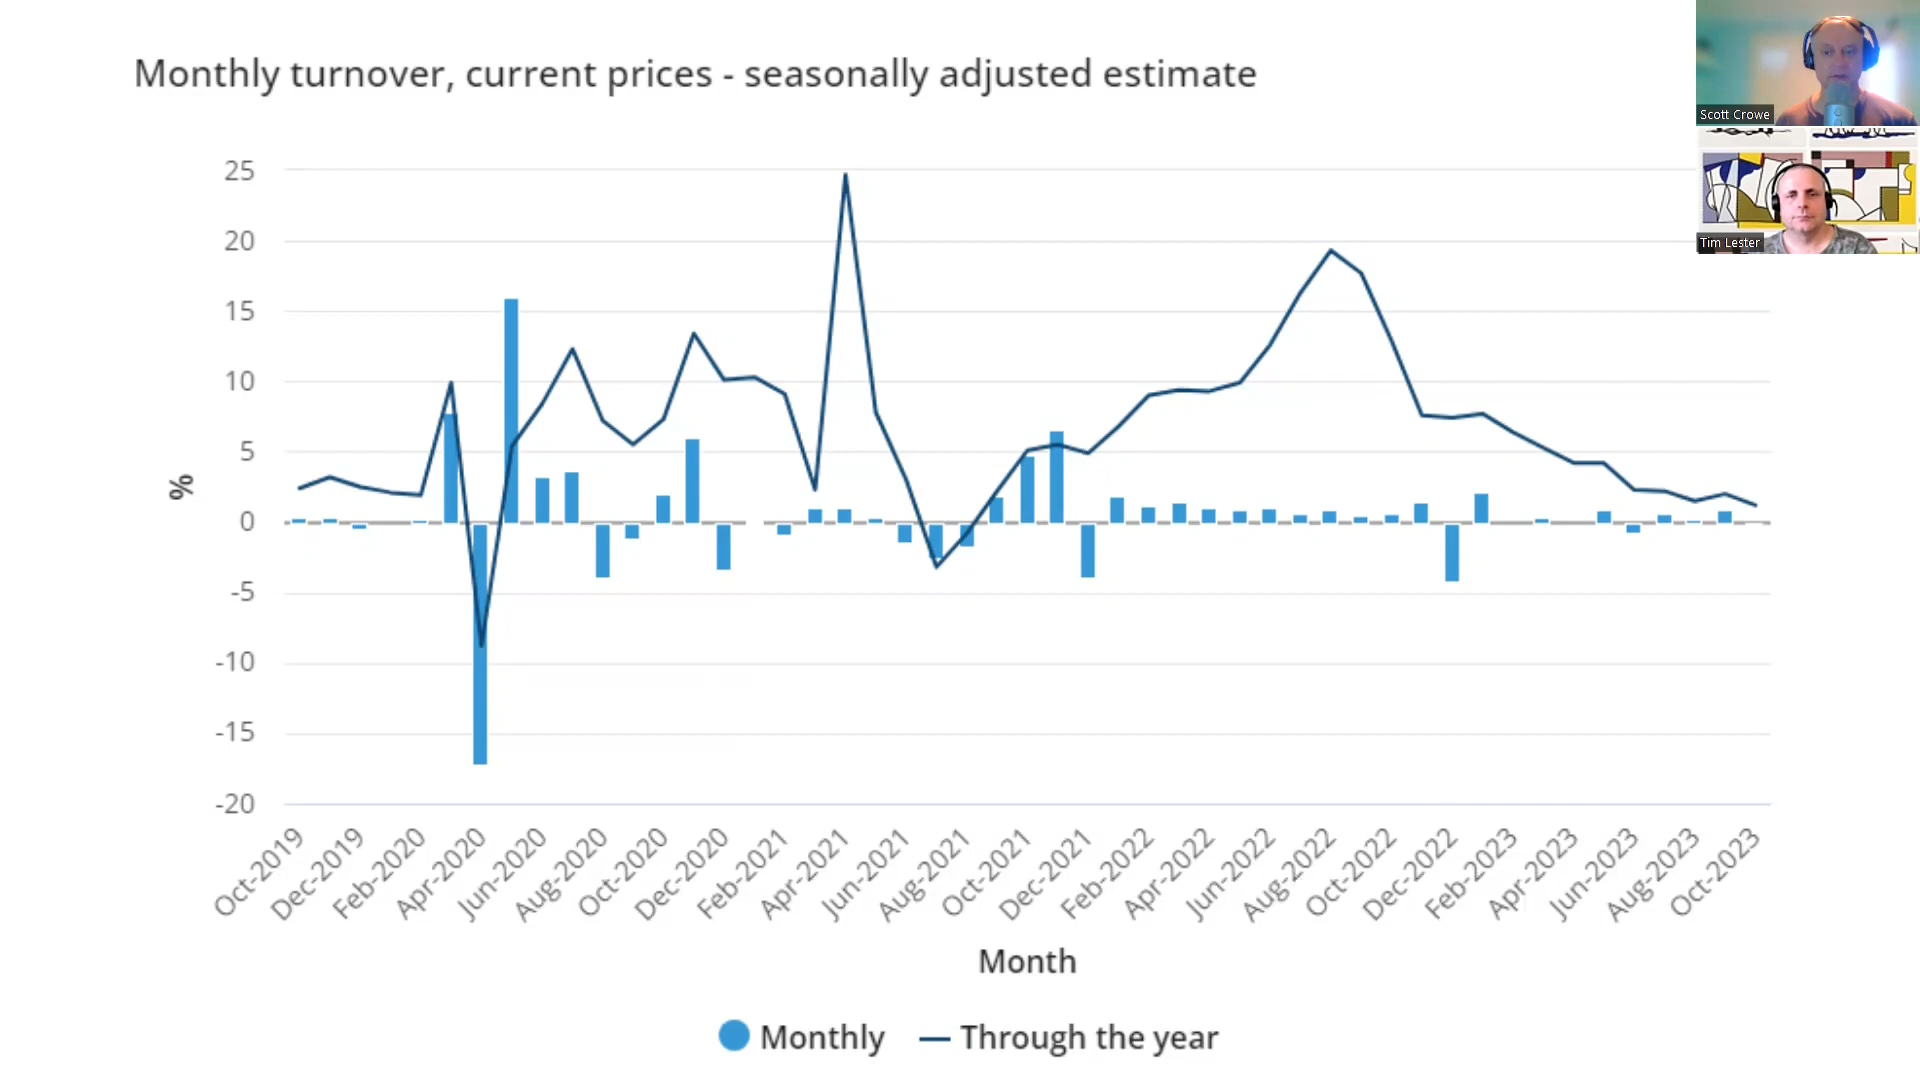 Monthly turnover, current prices - seasonally adjusted estimate
Scott Crowe
Tim Lester
25
20
15
10
5
0
-5
-10
-15
-20
%
Oct-2019
Dec-2019
Feb-2020
Apr-2020
Jun-2020
Aug-2020
Oct-2020
Dec-2020
Feb-2021
Apr-2021
Jun-2021
Aug-2021
Oct-2021
Dec-2021
Feb-2022
Apr-2022
Jun-2022
Aug-2022
Oct-2022
Dec-2022
Feb-2023
Apr-2023
Jun-2023
Aug-2023
Oct-2023
Month
Monthly
Through the year